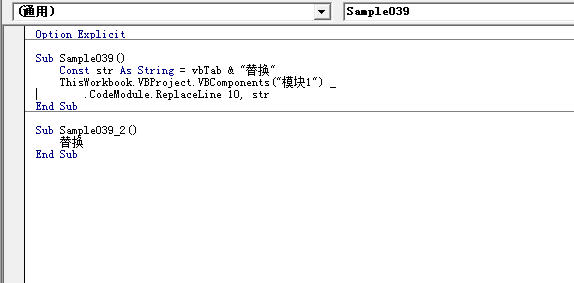 (通用)
Sample039
Option Explicit
Sub Sample039()
    Const str As String = vbTab & "替换"
    ThisWorkbook.VBProject.VBComponents("模块1") _
        .CodeModule.ReplaceLine 10, str
End Sub
Sub Sample039_2()
    替换
End Sub